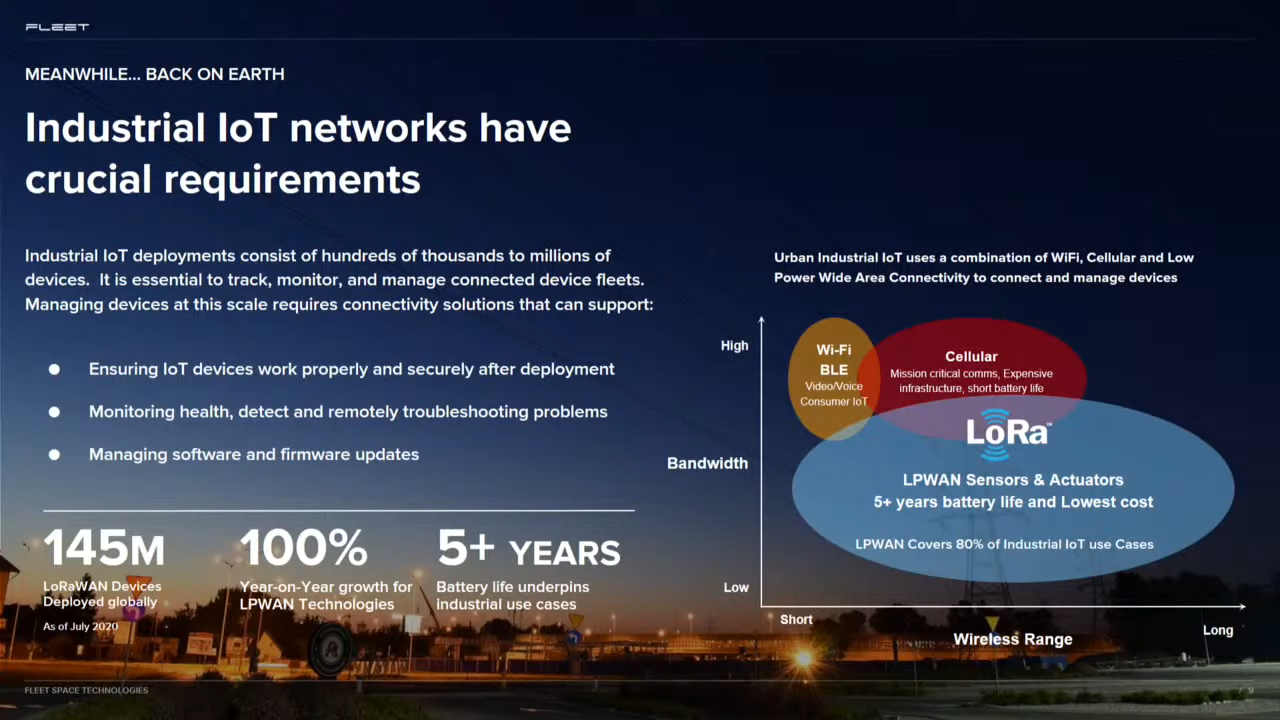 FLEET
MEANWHILE... BACK ON EARTH
Industrial IoT networks have
crucial requirements
Industrial IoT deployments consist of hundreds of thousands to millions of
devices. It is essential to track, monitor, and manage connected device fleets.
Managing devices at this scale requires connectivity solutions that can support:
● Ensuring IoT devices work properly and securely after deployment
● Monitoring health, detect and remotely troubleshooting problems
● Managing software and firmware updates
145M
LoRaWAN Devices
Deployed globally
As of July 2020
100%
Year-on-Year growth for
LPWAN Technologies
5+ YEARS
Battery life underpins
industrial use cases
Urban Industrial IoT uses a combination of WiFi, Cellular and Low
Power Wide Area Connectivity to connect and manage devices
High
Bandwidth
Low
Wi-Fi
BLE
Video/Voice
Consumer IoT
Cellular
Mission critical comms, Expensive
infrastructure, short battery life
LoRa™
LPWAN Sensors & Actuators
5+ years battery life and Lowest cost
LPWAN Covers 80% of Industrial IoT use Cases
Short
Wireless Range
Long
FLEET SPACE TECHNOLOGIES